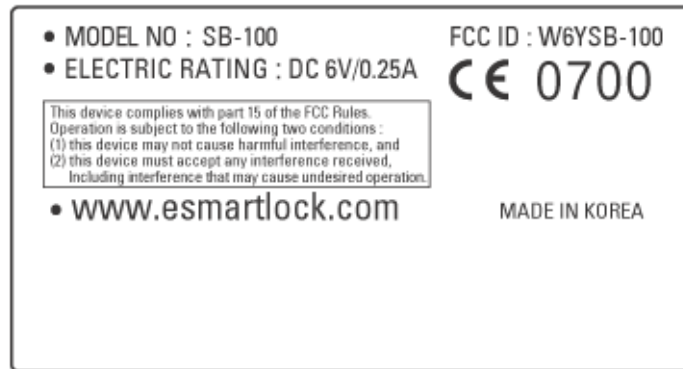 • MODEL NO : SB-100
FCC ID : W6YSB-100
• ELECTRIC RATING : DC 6V/0.25A
CE 0700
This device complies with part 15 of the FCC Rules.
Operation is subject to the following two conditions :
(1) this device may not cause harmful interference, and
(2) this device must accept any interference received,
Including interference that may cause undesired operation.
• www.esmartlock.com
MADE IN KOREA